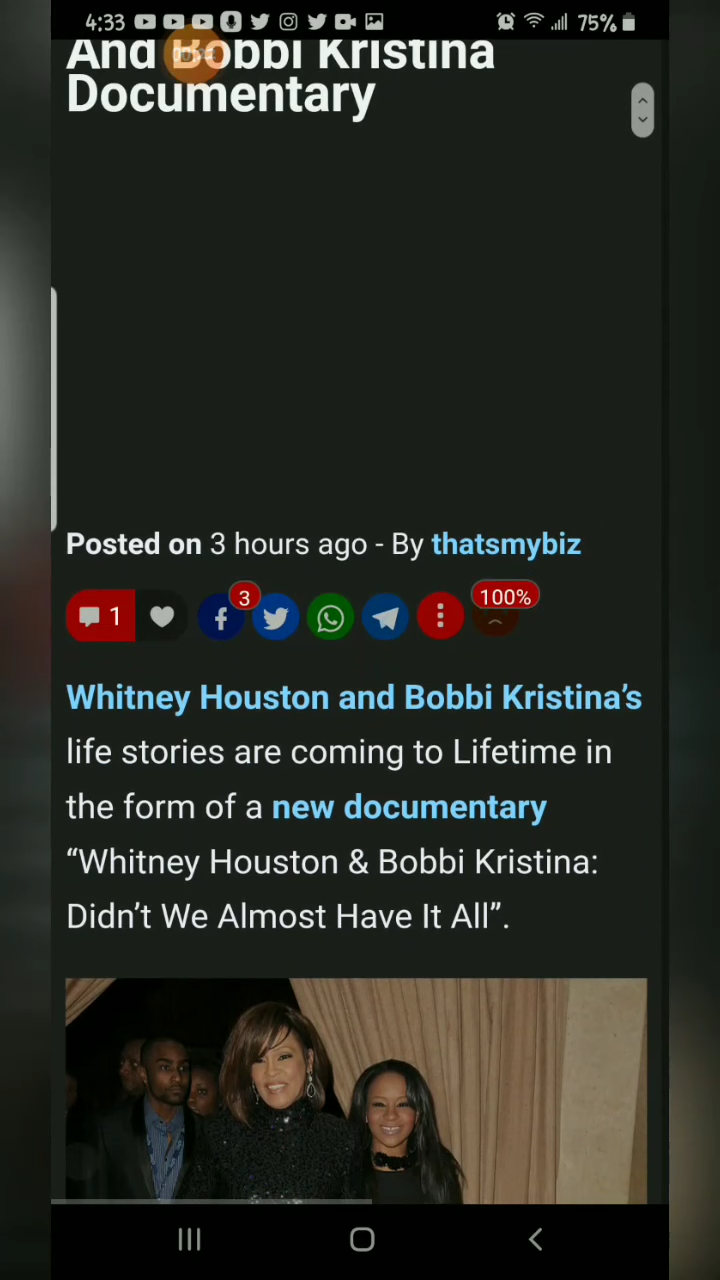 4:33
75%
And Bobbi Kristina
Documentary
Posted on 3 hours ago - By thatsmybiz
1
3
100%
Whitney Houston and Bobbi Kristina’s
life stories are coming to Lifetime in
the form of a new documentary
“Whitney Houston & Bobbi Kristina:
Didn’t We Almost Have It All”.